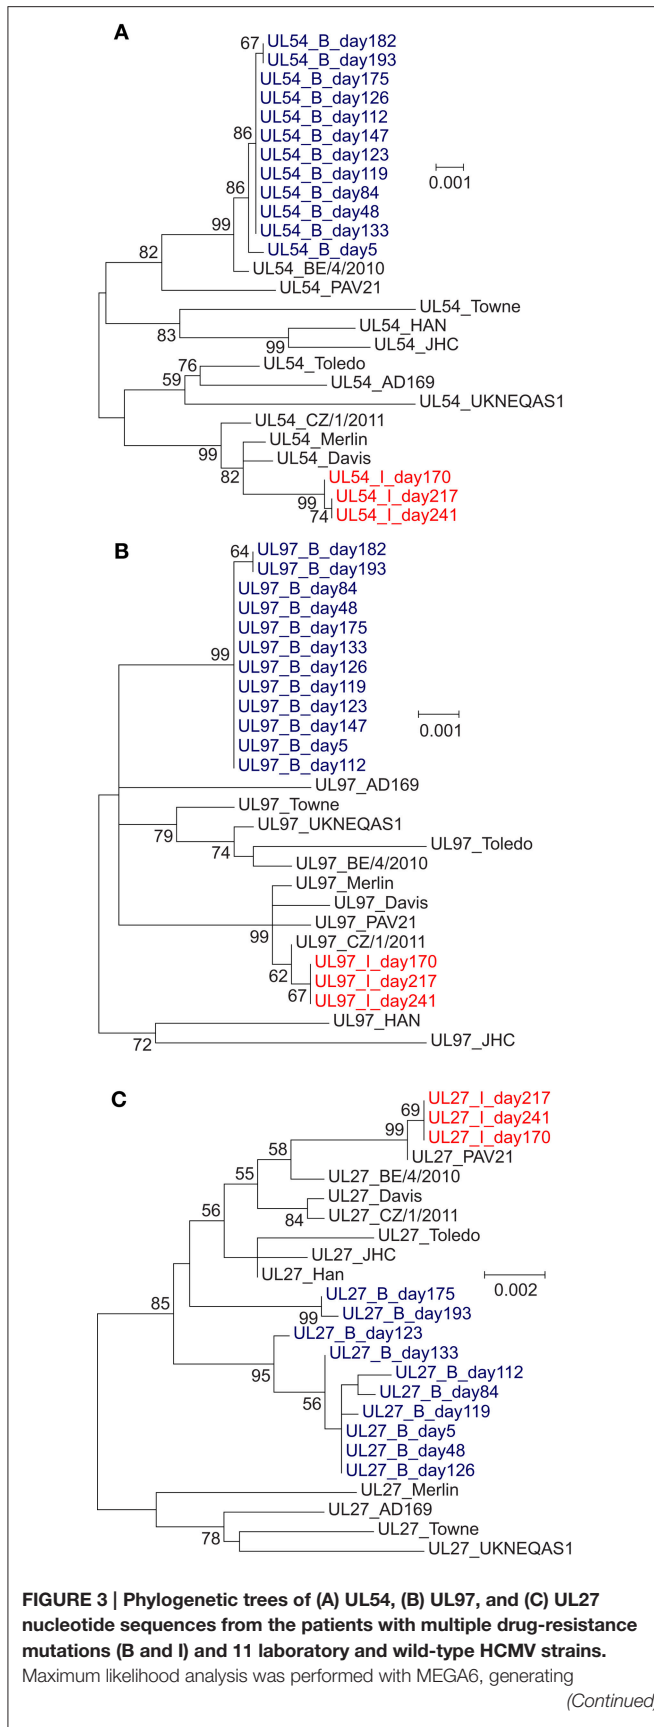 A
67
UL54_B_day182
UL54_B_day193
UL54_B_day175
UL54_B_day126
UL54_B_day112
86
UL54_B_day147
UL54_B_day123
UL54_B_day119
0.001
86
UL54_B_day84
UL54_B_day48
99
UL54_B_day133
82
UL54_B_day5
UL54_BE/4/2010
UL54_PAV21
UL54_Towne
83
UL54_HAN
99
UL54_JHC
76
UL54_Toledo
59
UL54_AD169
UL54_UKNEQAS1
UL54_CZ/1/2011
99
UL54_Merlin
82
UL54_Davis
UL54_I_day170
99
UL54_I_day217
74
UL54_I_day241
B
64
UL97_B_day182
UL97_B_day193
UL97_B_day84
UL97_B_day48
UL97_B_day175
99
UL97_B_day133
UL97_B_day126
UL97_B_day119
UL97_B_day123
0.001
UL97_B_day147
UL97_B_day5
UL97_B_day112
UL97_AD169
UL97_Towne
79
UL97_UKNEQAS1
74
UL97_Toledo
UL97_BE/4/2010
UL97_Merlin
UL97_Davis
99
UL97_PAV21
UL97_CZ/1/2011
62
UL97_I_day170
67
UL97_I_day217
UL97_I_day241
UL97_HAN
72
UL97_JHC
C
69
UL27_I_day217
UL27_I_day241
99
UL27_I_day170
58
UL27_PAV21
55
UL27_BE/4/2010
UL27_Davis
56
84
UL27_CZ/1/2011
UL27_Toledo
UL27_JHC
UL27_Han
0.002
85
UL27_B_day175
99
UL27_B_day193
UL27_B_day123
95
UL27_B_day133
56
UL27_B_day112
UL27_B_day84
UL27_B_day119
UL27_B_day5
UL27_B_day48
UL27_B_day126
UL27_Merlin
UL27_AD169
78
UL27_Towne
UL27_UKNEQAS1
FIGURE 3 | Phylogenetic trees of (A) UL54, (B) UL97, and (C) UL27
nucleotide sequences from the patients with multiple drug-resistance
mutations (B and I) and 11 laboratory and wild-type HCMV strains.
Maximum likelihood analysis was performed with MEGA6, generating
(Continued)